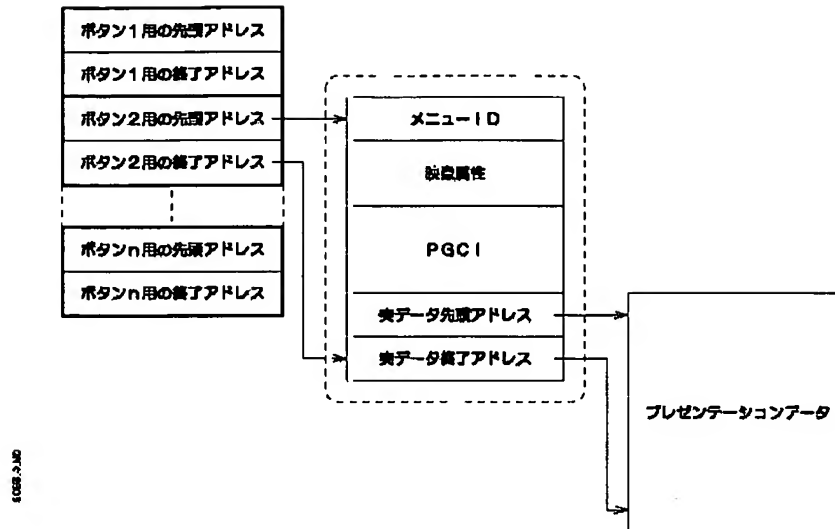 ボタン1用の先頭アドレス
ボタン1用の終了アドレス
ボタン2用の先頭アドレス
ボタン2用の終了アドレス
ボタンn用の先頭アドレス
ボタンn用の終了アドレス
メニューID
映像属性
PGCI
実データ先頭アドレス
実データ終了アドレス
プレゼンテーションデータ